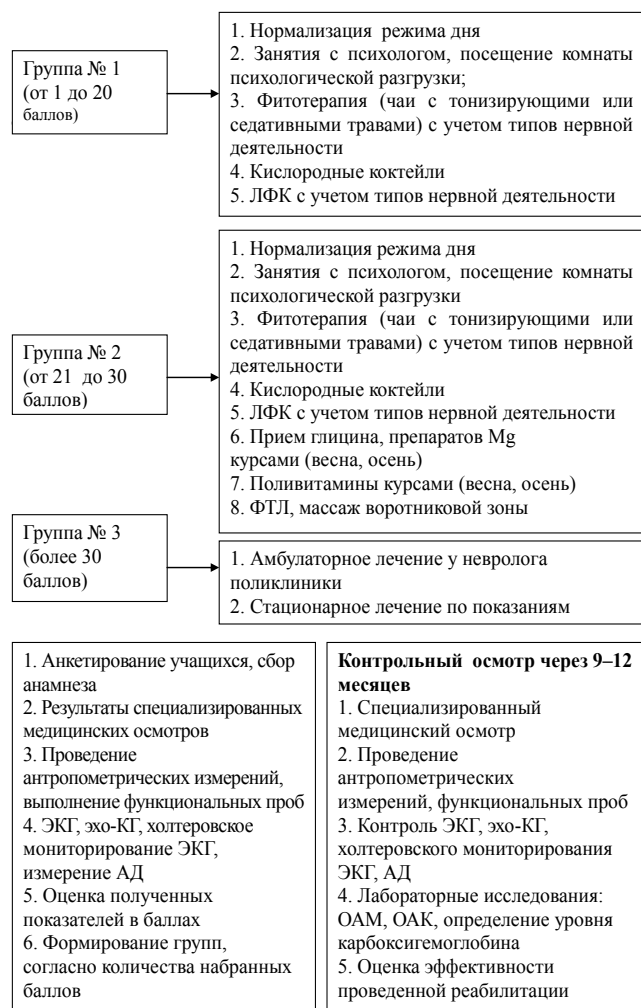 Группа № 1
(от 1 до 20
баллов)
1. Нормализация режима дня
2. Занятия с психологом, посещение комнаты
психологической разгрузки;
3. Фитотерапия (чаи с тонизирующими или
седативными травами) с учетом типов нервной
деятельности
4. Кислородные коктейли
5. ЛФК с учетом типов нервной деятельности
Группа № 2
(от 21 до 30
баллов)
1. Нормализация режима дня
2. Занятия с психологом, посещение комнаты
психологической разгрузки
3. Фитотерапия (чаи с тонизирующими или
седативными травами) с учетом типов нервной
деятельности
4. Кислородные коктейли
5. ЛФК с учетом типов нервной деятельности
6. Прием глицина, препаратов Mg
курсами (весна, осень)
7. Поливитамины курсами (весна, осень)
8. ФТЛ, массаж воротниковой зоны
Группа № 3
(более 30
баллов)
1. Амбулаторное лечение у невролога
поликлиники
2. Стационарное лечение по показаниям
1. Анкетирование учащихся, сбор
анамнеза
2. Результаты специализированных
медицинских осмотров
3. Проведение
антропометрических измерений,
выполнение функциональных проб
4. ЭКГ, эхо-КГ, холтеровское
мониторирование ЭКГ,
измерение АД
5. Оценка полученных
показателей в баллах
6. Формирование групп,
согласно количества набранных
баллов
Контрольный осмотр через 9–12
месяцев
1. Специализированный
медицинский осмотр
2. Проведение
антропометрических
измерений, функциональных проб
3. Контроль ЭКГ, эхо-КГ,
холтеровского мониторирования
ЭКГ, АД
4. Лабораторные исследования:
ОАМ, ОАК, определение уровня
карбоксигемоглобина
5. Оценка эффективности
проведенной реабилитации